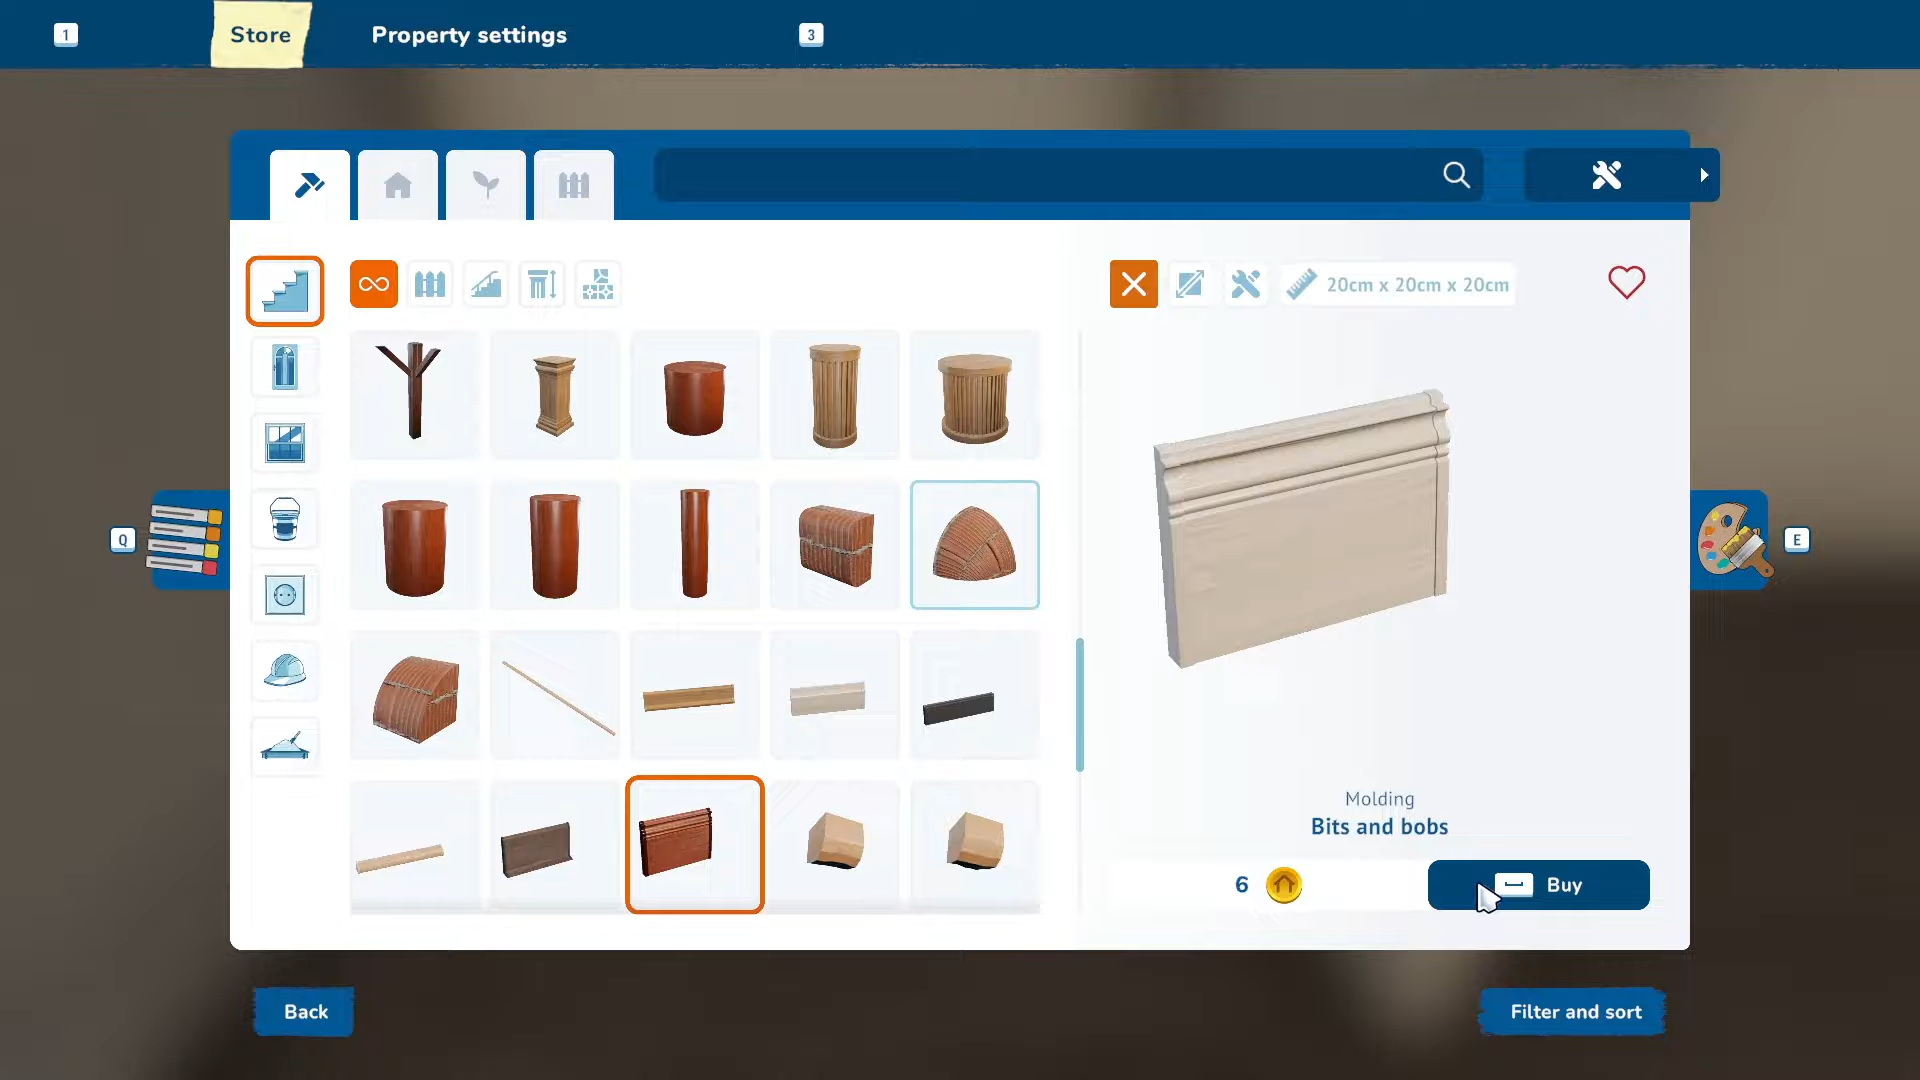 1
Store
Property settings
3
20cm x 20cm x 20cm
Q
E
Molding
Bits and bobs
6
Buy
Back
Filter and sort